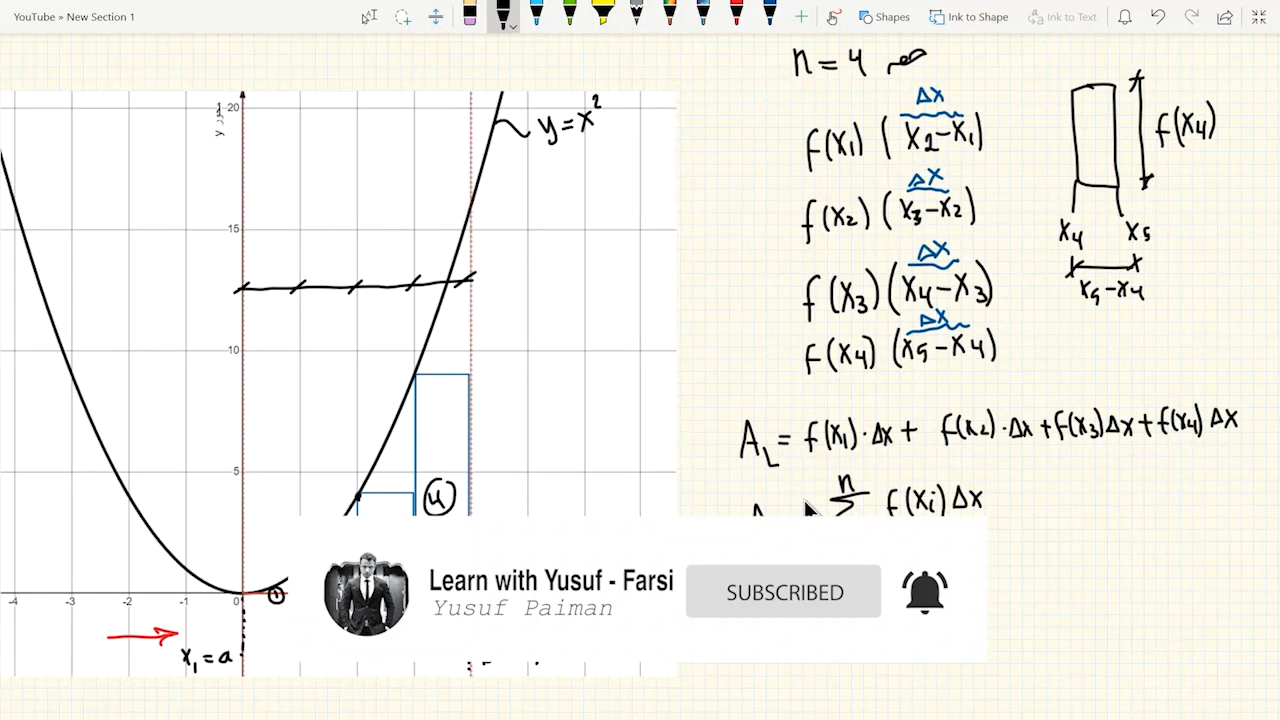 YouTube » New Section 1
Shapes
Ink to Shape
Ink to Text
n = 4 ∞
20
15
10
5
y
y = x²
-4 -3 -2 -1 0
4
1
x₁ = a
Δx
f(x₁) (x₂-x₁)
Δx
f(x₂) (x₃-x₂)
Δx
f(x₃) (x₄-x₃)
Δx
f(x₄) (x₅-x₄)
f(x₄)
x₄ x₅
x₅-x₄
A_L = f(x₁)·Δx + f(x₂)·Δx + f(x₃)Δx + f(x₄)Δx
n
Σ f(xᵢ)Δx
Learn with Yusuf - Farsi
Yusuf Paiman
SUBSCRIBED